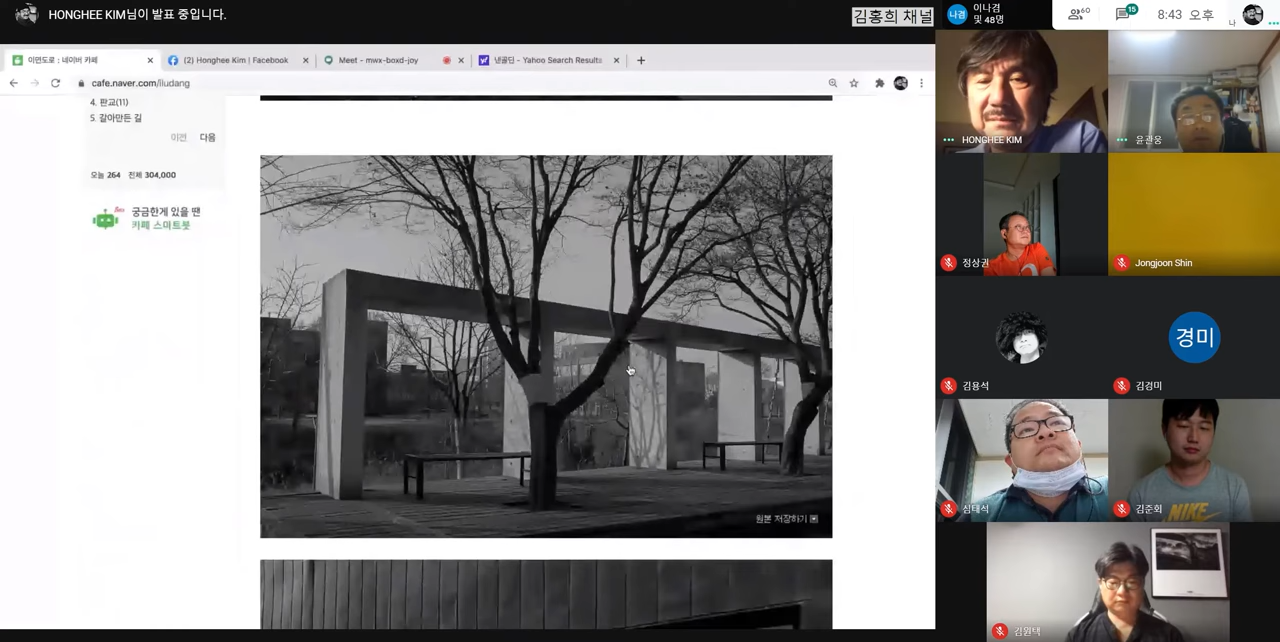 HONGHEE KIM님이 발표 중입니다.
김홍희 채널
나겸
이나겸
및 48명
60
15
8:43 오후
나
이면도로 : 네이버 카페
(2) Honghee Kim | Facebook
Meet - mwx-boxd-joy
낸골딘 - Yahoo Search Results
cafe.naver.com/iiudang
4. 판교(11)
5. 갈아만든 길
이전 다음
오늘 264 전체 304,000
궁금한게 있을 땐
카페 스마트봇
원본 저장하기
HONGHEE KIM
윤관웅
정상권
Jongjoon Shin
김용석
경미
김경미
심태식
김준회
NIKE
김원택